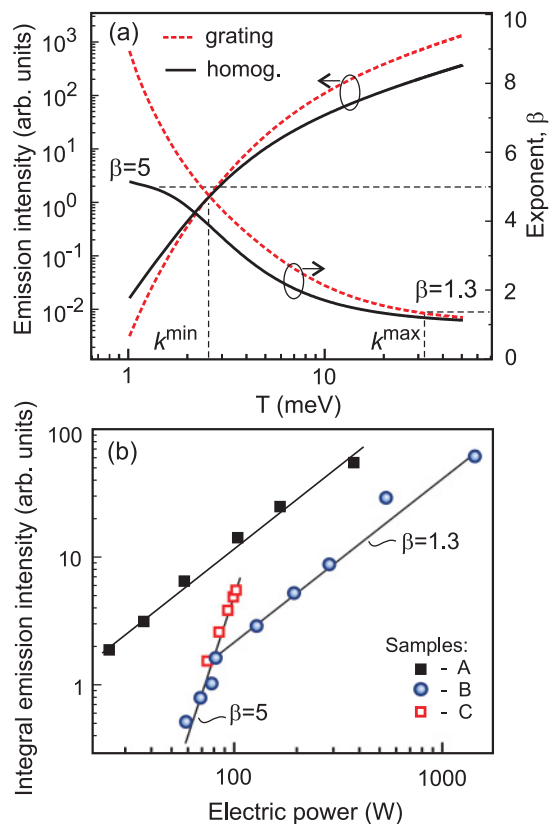 (a)
grating
homog.
Emission intensity (arb. units)
10³
10²
10¹
10⁰
10⁻¹
10⁻²
β=5
β=1.3
kᵐⁱⁿ
kᵐᵃˣ
10
8
6
4
2
0
Exponent, β
1
10
T (meV)
(b)
Integral emission intensity (arb. units)
100
10
1
β=1.3
β=5
Samples:
- A
- B
- C
100
1000
Electric power (W)